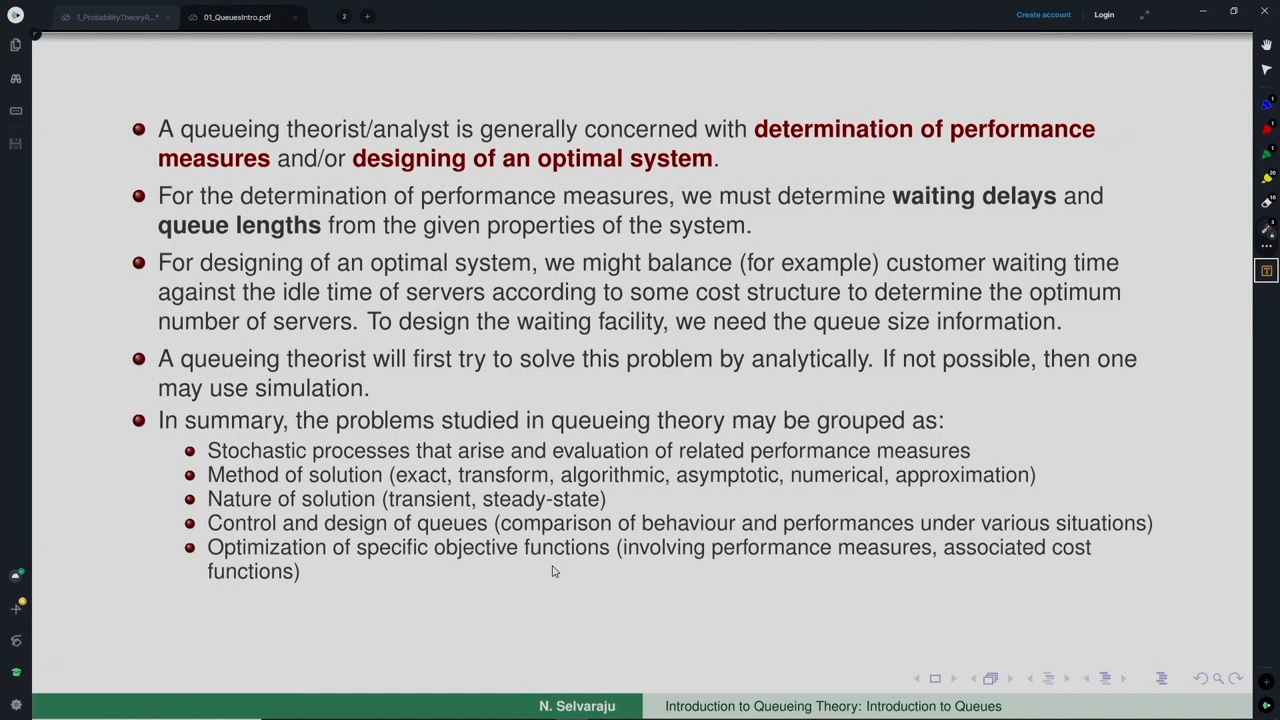 1_ProbabilityTheoryR...*
01_QueuesIntro.pdf
2
Create account
Login
A queueing theorist/analyst is generally concerned with determination of performance
measures and/or designing of an optimal system.
For the determination of performance measures, we must determine waiting delays and
queue lengths from the given properties of the system.
For designing of an optimal system, we might balance (for example) customer waiting time
against the idle time of servers according to some cost structure to determine the optimum
number of servers. To design the waiting facility, we need the queue size information.
A queueing theorist will first try to solve this problem by analytically. If not possible, then one
may use simulation.
In summary, the problems studied in queueing theory may be grouped as:
Stochastic processes that arise and evaluation of related performance measures
Method of solution (exact, transform, algorithmic, asymptotic, numerical, approximation)
Nature of solution (transient, steady-state)
Control and design of queues (comparison of behaviour and performances under various situations)
Optimization of specific objective functions (involving performance measures, associated cost
functions)
N. Selvaraju
Introduction to Queueing Theory: Introduction to Queues